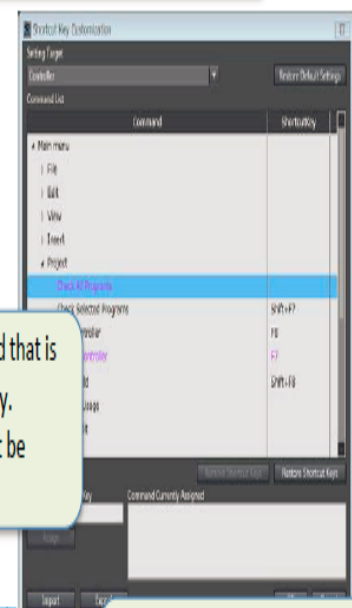 Shortcut Key Customization
Setting Target
Controller
Restore Default Settings
Command List
Command Shortcut Key
Main menu
File
Edit
View
Insert
Project
Check All Programs
Check Selected Programs Shift+F7
F8
F7
Shift+F8
Usage
d that is
y.
t be
Remove Shortcut Keys
Restore Shortcut Keys
Key
Command Currently Assigned
Assign
Import